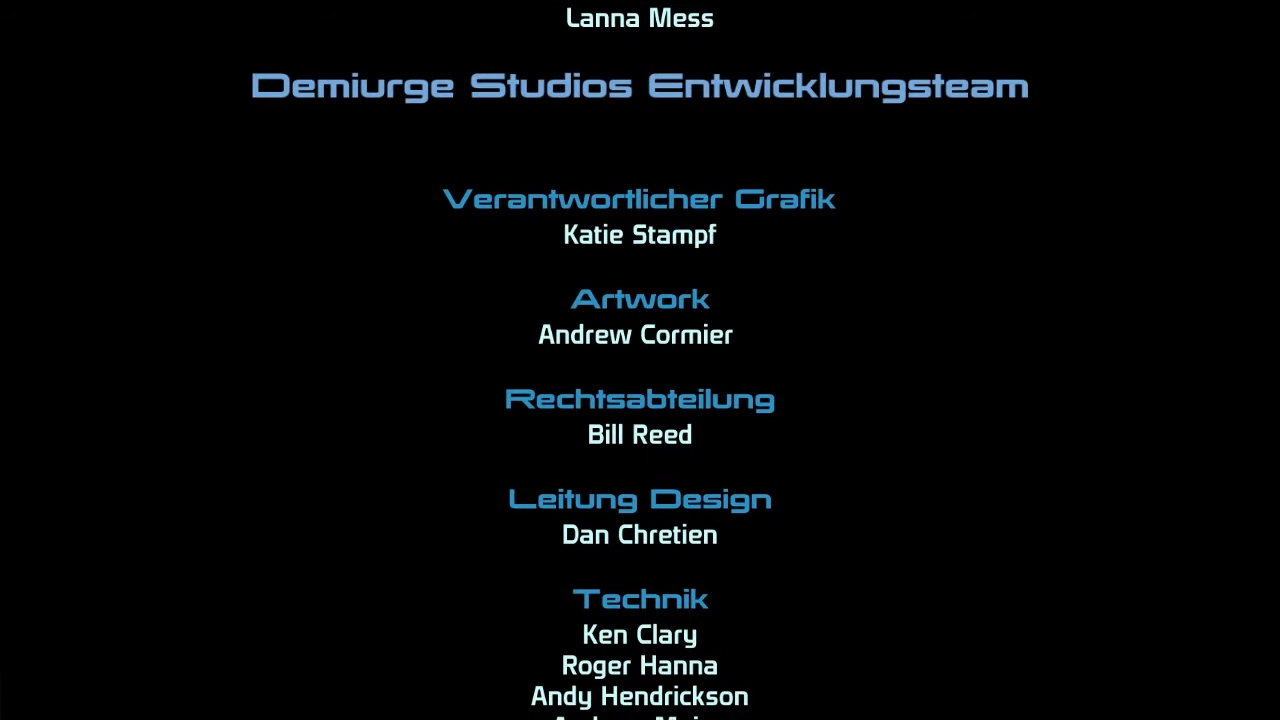 Lanna Mess
Demiurge Studios Entwicklungsteam
Verantwortlicher Grafik
Katie Stampf
Artwork
Andrew Cormier
Rechtsabteilung
Bill Reed
Leitung Design
Dan Chretien
Technik
Ken Clary
Roger Hanna
Andy Hendrickson